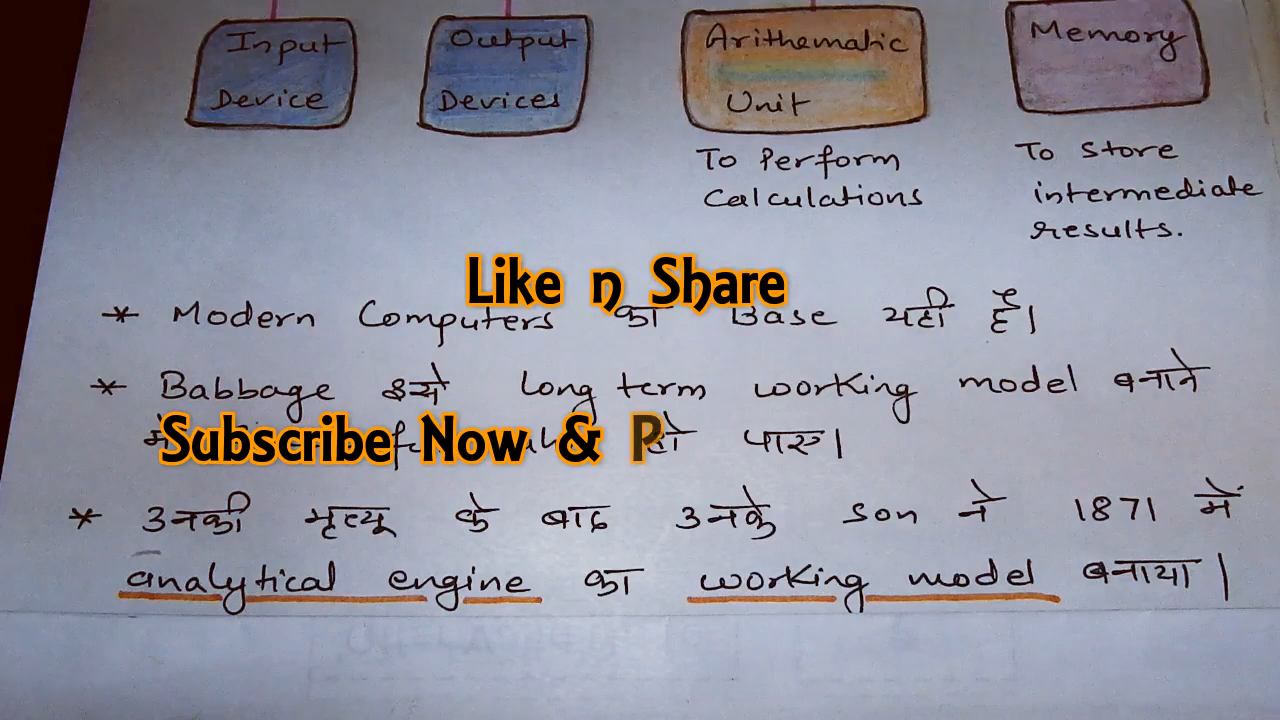 Input Device
Output Devices
Arithematic Unit
Memory
To Perform Calculations
To Store intermediate results.
Like n Share
* Modern Computers का Base यही है।
* Babbage इसे long term working model बनाने
में हो पाए।
Subscribe Now & P
* उनकी मृत्यू के बाद उनके son ने 1871 में
analytical engine का working model बनाया।